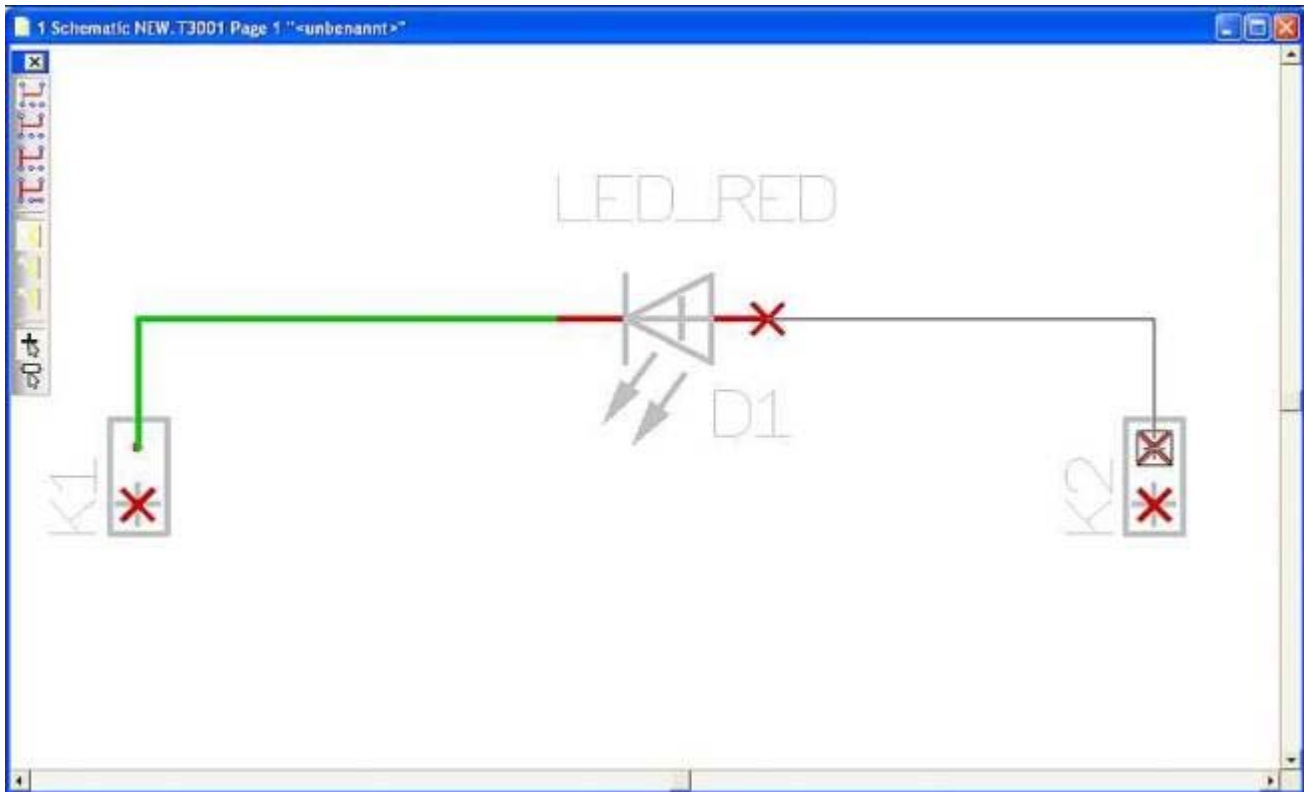 1 Schematic NEW.T3001 Page 1 "<unbenannt>"
LED_RED
D1
K1
K2